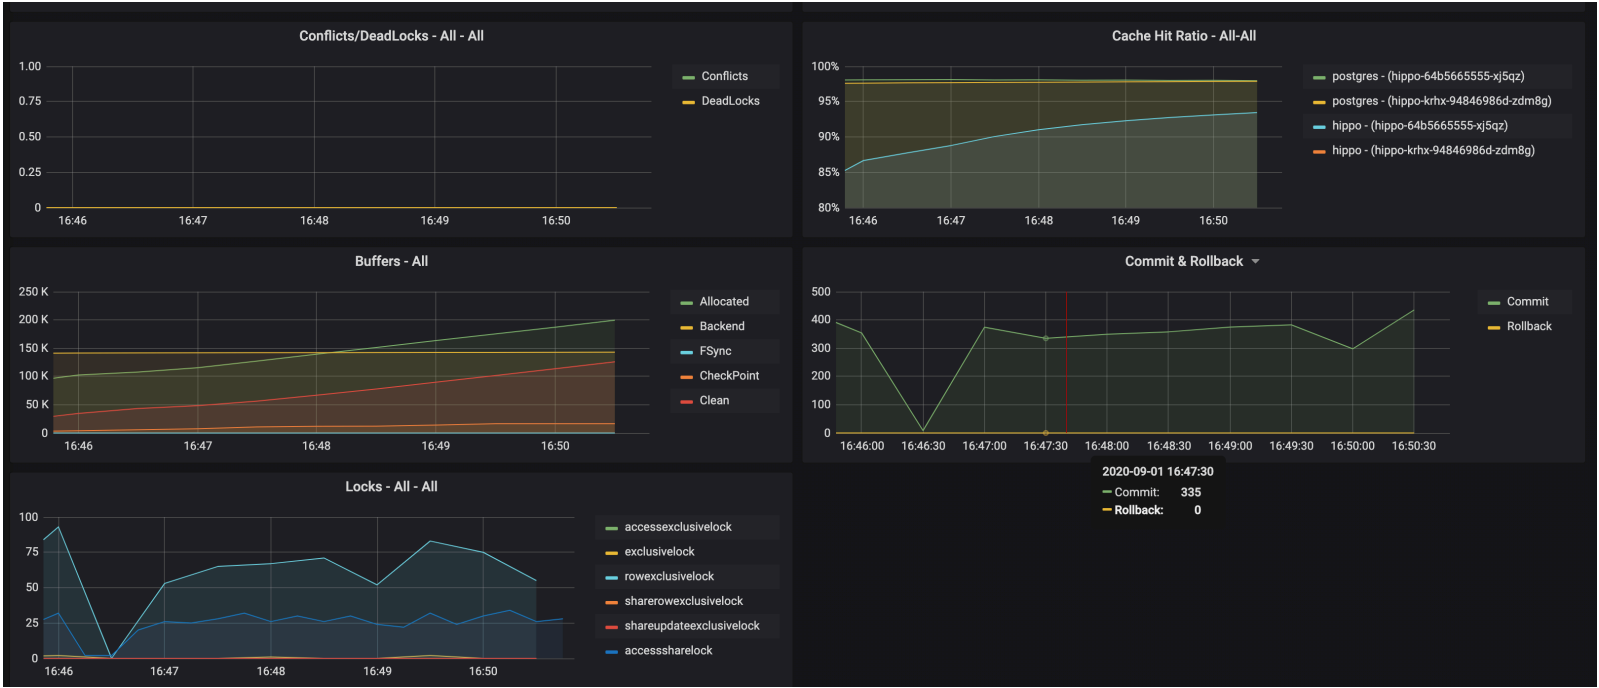 Conflicts/DeadLocks - All - All
1.00
0.75
0.50
0.25
0
16:46 16:47 16:48 16:49 16:50
Conflicts
DeadLocks
Cache Hit Ratio - All-All
100%
95%
90%
85%
80%
16:46 16:47 16:48 16:49 16:50
postgres - (hippo-64b5665555-xj5qz)
postgres - (hippo-krhx-94846986d-zdm8g)
hippo - (hippo-64b5665555-xj5qz)
hippo - (hippo-krhx-94846986d-zdm8g)
Buffers - All
250 K
200 K
150 K
100 K
50 K
0
16:46 16:47 16:48 16:49 16:50
Allocated
Backend
FSync
CheckPoint
Clean
Commit & Rollback
500
400
300
200
100
0
16:46:00 16:46:30 16:47:00 16:47:30 16:48:00 16:48:30 16:49:00 16:49:30 16:50:00 16:50:30
Commit
Rollback
2020-09-01 16:47:30
Commit: 335
Rollback: 0
Locks - All - All
100
75
50
25
0
16:46 16:47 16:48 16:49 16:50
accessexclusivelock
exclusivelock
rowexclusivelock
sharerowexclusivelock
shareupdateexclusivelock
accesssharelock